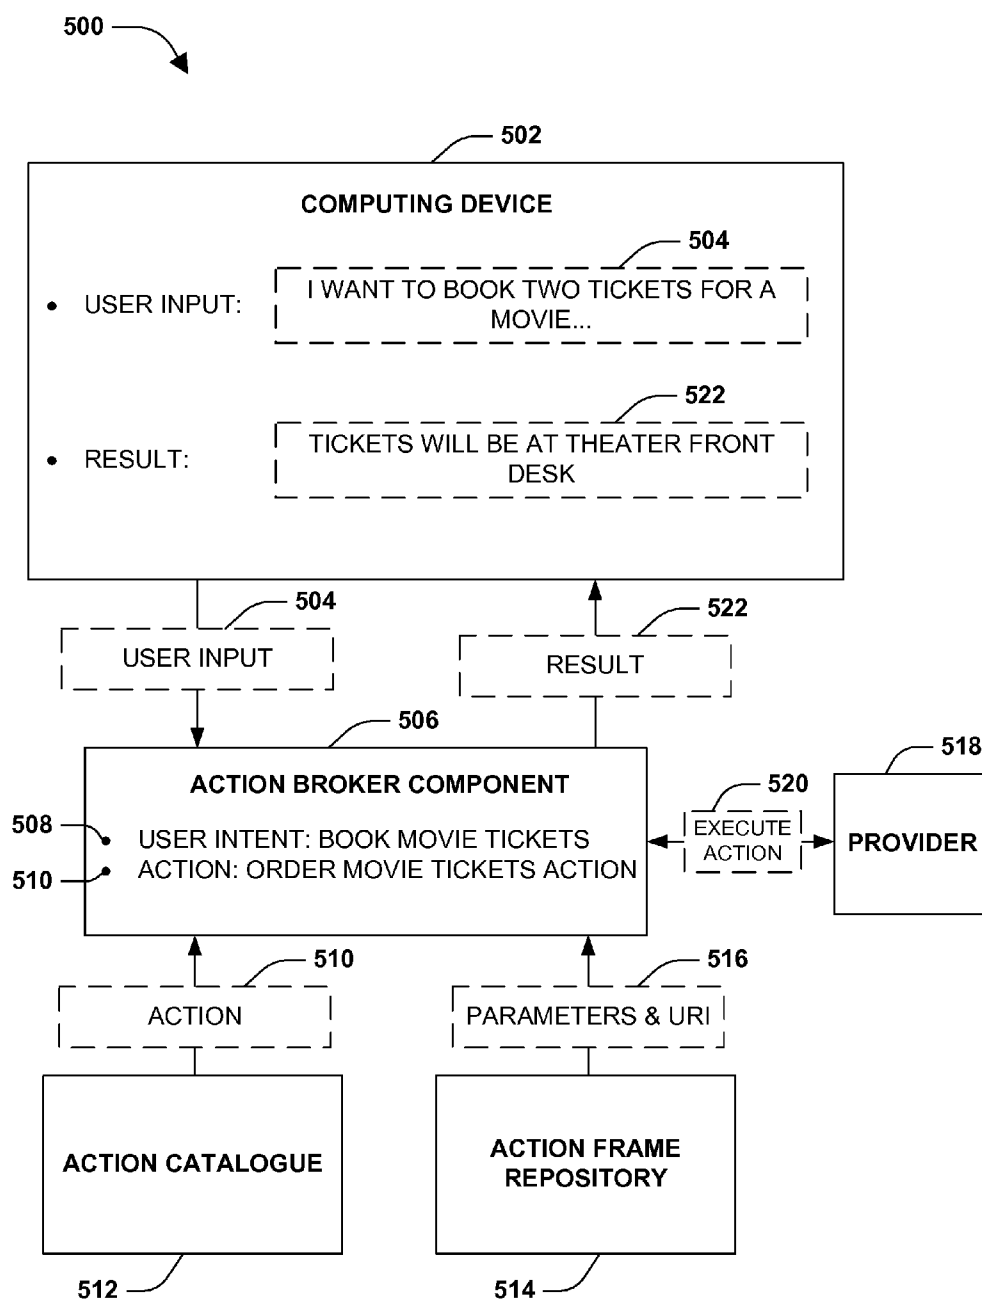 500
502
COMPUTING DEVICE
504
USER INPUT:
I WANT TO BOOK TWO TICKETS FOR A
MOVIE...
522
RESULT:
TICKETS WILL BE AT THEATER FRONT
DESK
504
USER INPUT
522
RESULT
506
ACTION BROKER COMPONENT
508
USER INTENT: BOOK MOVIE TICKETS
510
ACTION: ORDER MOVIE TICKETS ACTION
520
EXECUTE
ACTION
518
PROVIDER
510
ACTION
516
PARAMETERS & URI
ACTION CATALOGUE
512
ACTION FRAME
REPOSITORY
514